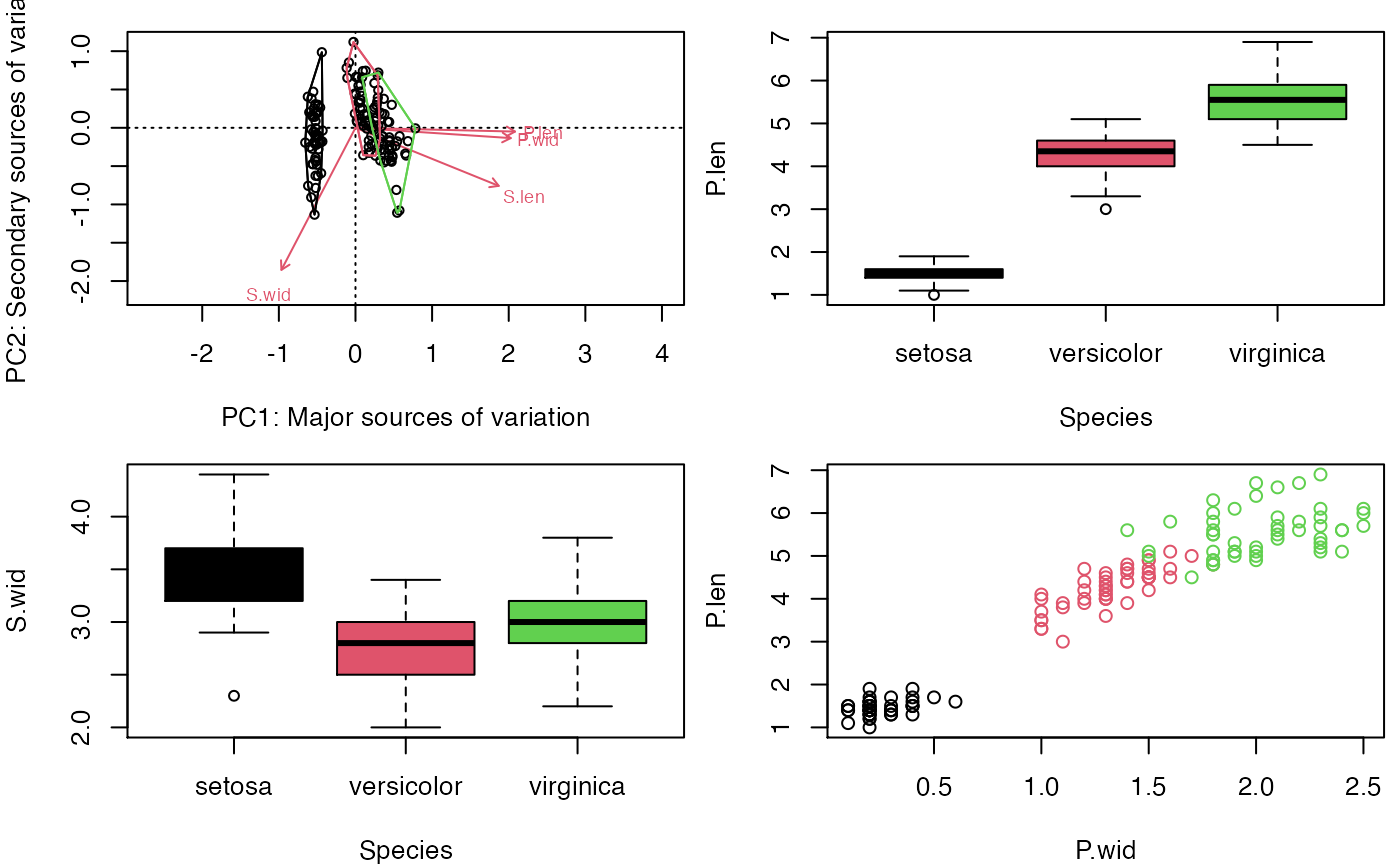 PC2: Secondary sources of varia
1.0
0.0
-1.0
-2.0
P.len
P.wid
S.len
S.wid
-2 -1 0 1 2 3 4
PC1: Major sources of variation
P.len
7
6
5
4
3
2
1
setosa versicolor virginica
Species
S.wid
4.0
3.0
2.0
setosa versicolor virginica
Species
P.len
7
6
5
4
3
2
1
0.5 1.0 1.5 2.0 2.5
P.wid